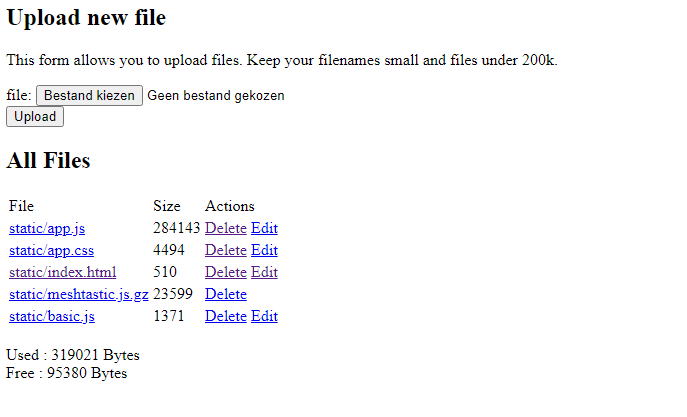 Upload new file
This form allows you to upload files. Keep your filenames small and files under 200k.
file: Bestand kiezen Geen bestand gekozen
Upload
All Files
File Size Actions
static/app.js 284143 Delete Edit
static/app.css 4494 Delete Edit
static/index.html 510 Delete Edit
static/meshtastic.js.gz 23599 Delete
static/basic.js 1371 Delete Edit
Used : 319021 Bytes
Free : 95380 Bytes